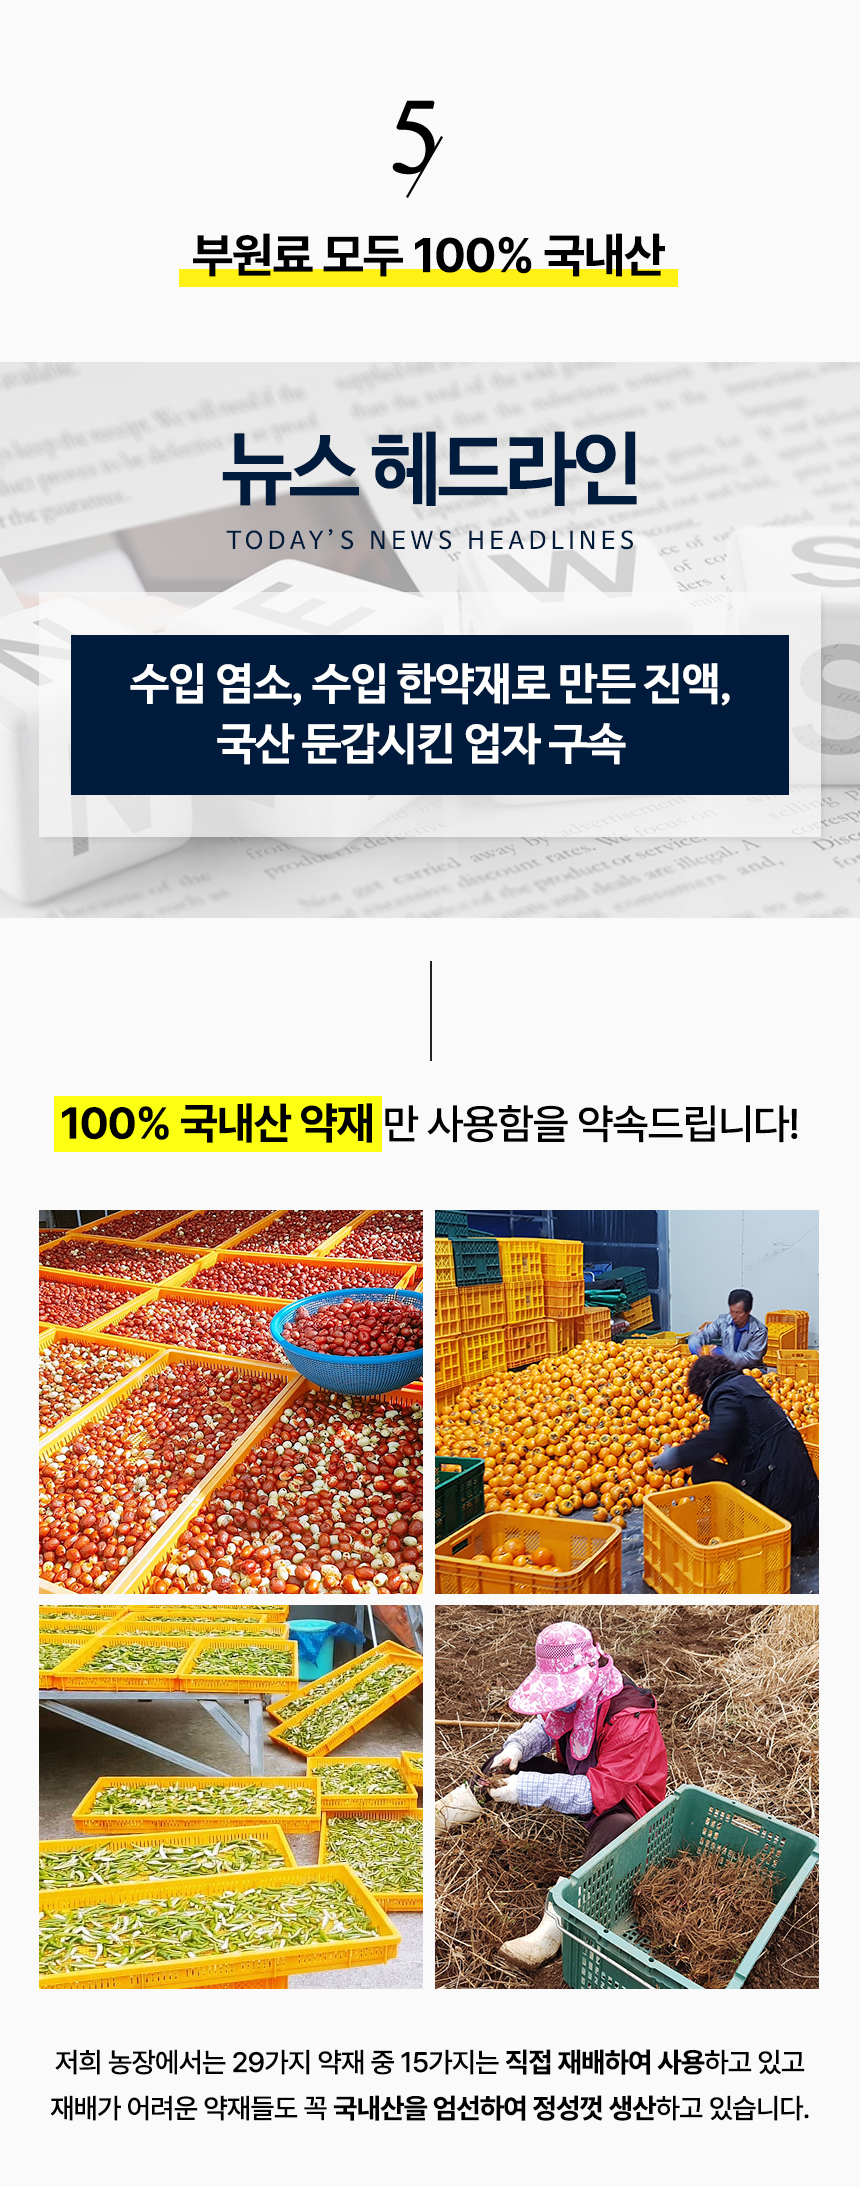 5
부원료 모두 100% 국내산
뉴스 헤드라인
TODAY'S NEWS HEADLINES
수입 염소, 수입 한약재로 만든 진액,
국산 둔갑시킨 업자 구속
100% 국내산 약재만 사용함을 약속드립니다!
저희 농장에서는 29가지 약재 중 15가지는 직접 재배하여 사용하고 있고
재배가 어려운 약재들도 꼭 국내산을 엄선하여 정성껏 생산하고 있습니다.